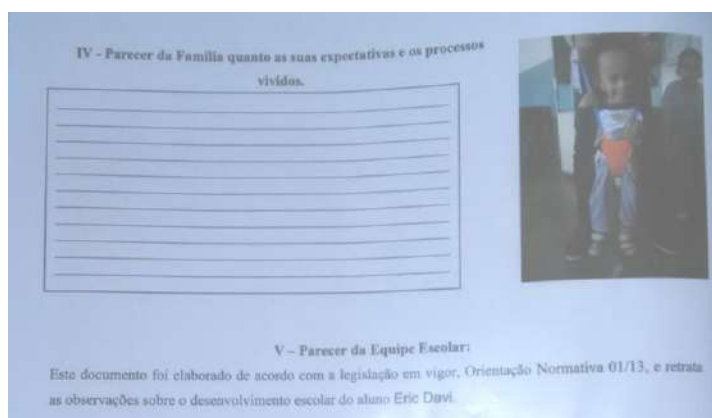 IV - Parecer da Família quanto as suas expectativas e os processos
vividos.
V – Parecer da Equipe Escolar:
Este documento foi elaborado de acordo com a legislação em vigor, Orientação Normativa 01/13, e retrata
as observações sobre o desenvolvimento escolar do aluno Eric Davi.